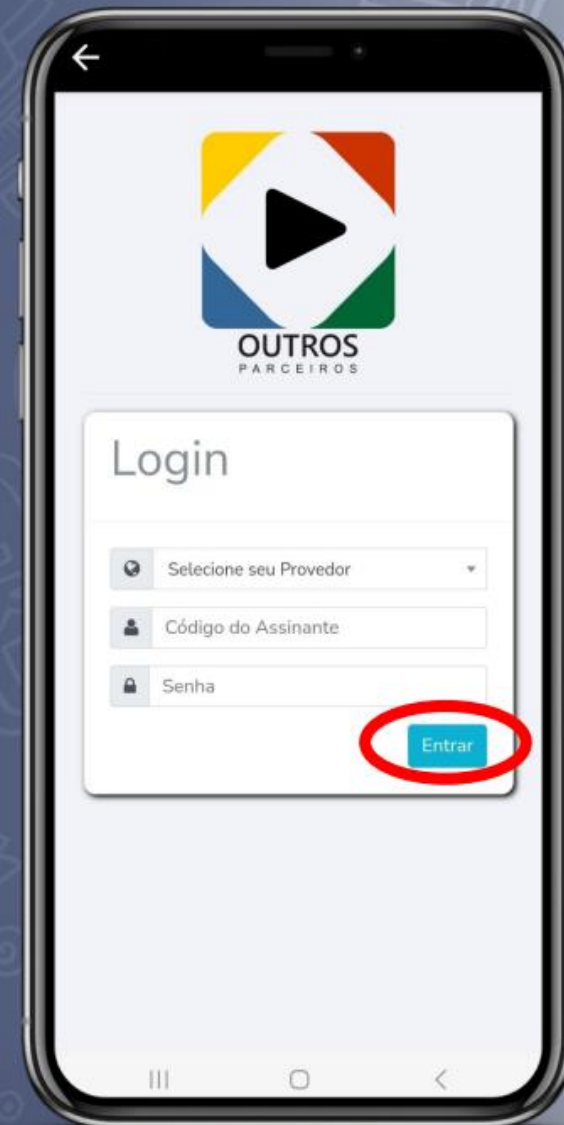 OUTROS
PARCEIROS
Login
Selecione seu Provedor
Código do Assinante
Senha
Entrar